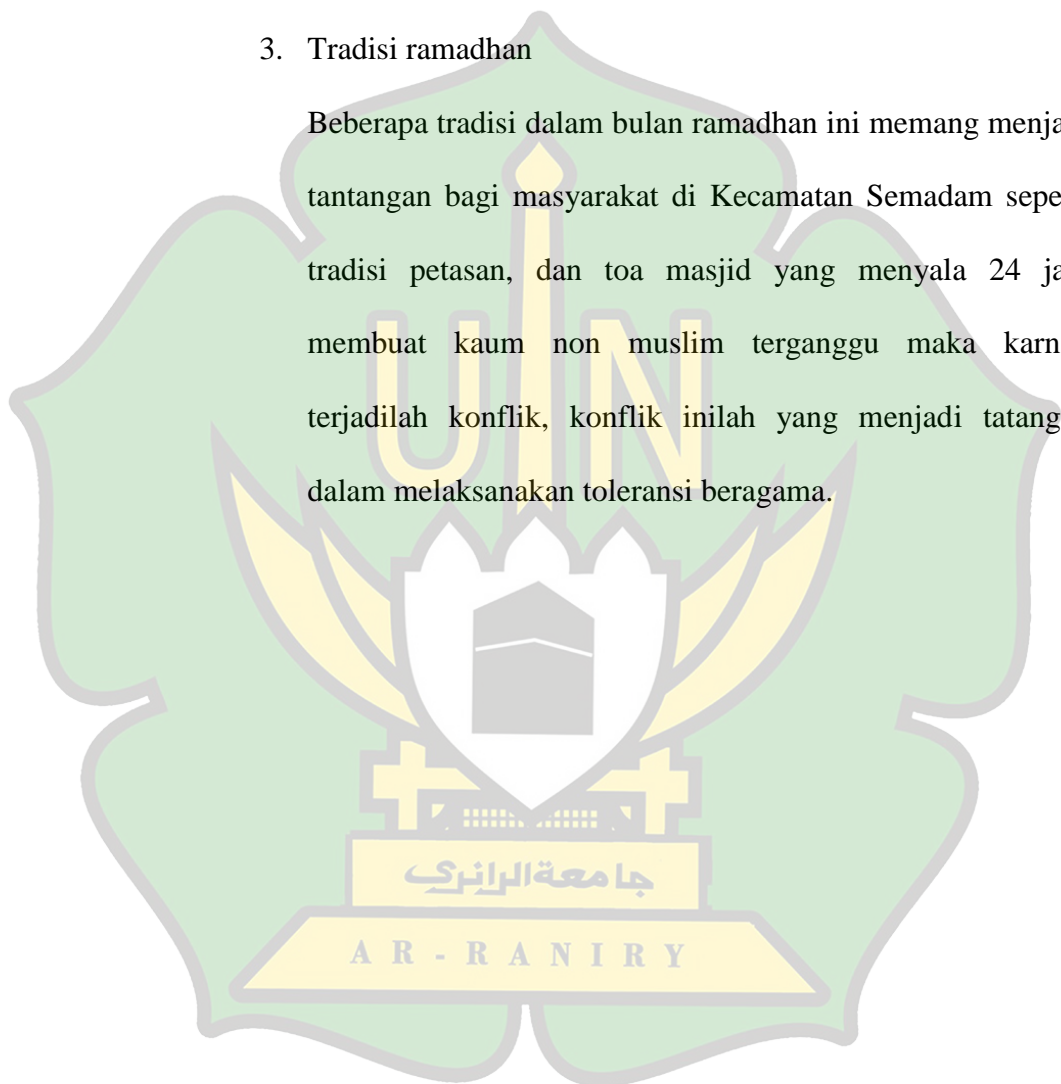 3. Tradisi ramadhan
Beberapa tradisi dalam bulan ramadhan ini memang menja
tantangan bagi masyarakat di Kecamatan Semadam sepe
tradisi petasan, dan toa masjid yang menyala 24 ja
membuat kaum non muslim terganggu maka karn
terjadilah konflik, konflik inilah yang menjadi tatang
dalam melaksanakan toleransi beragama.
UIN
جامعةالرانري
AR-RANIRY